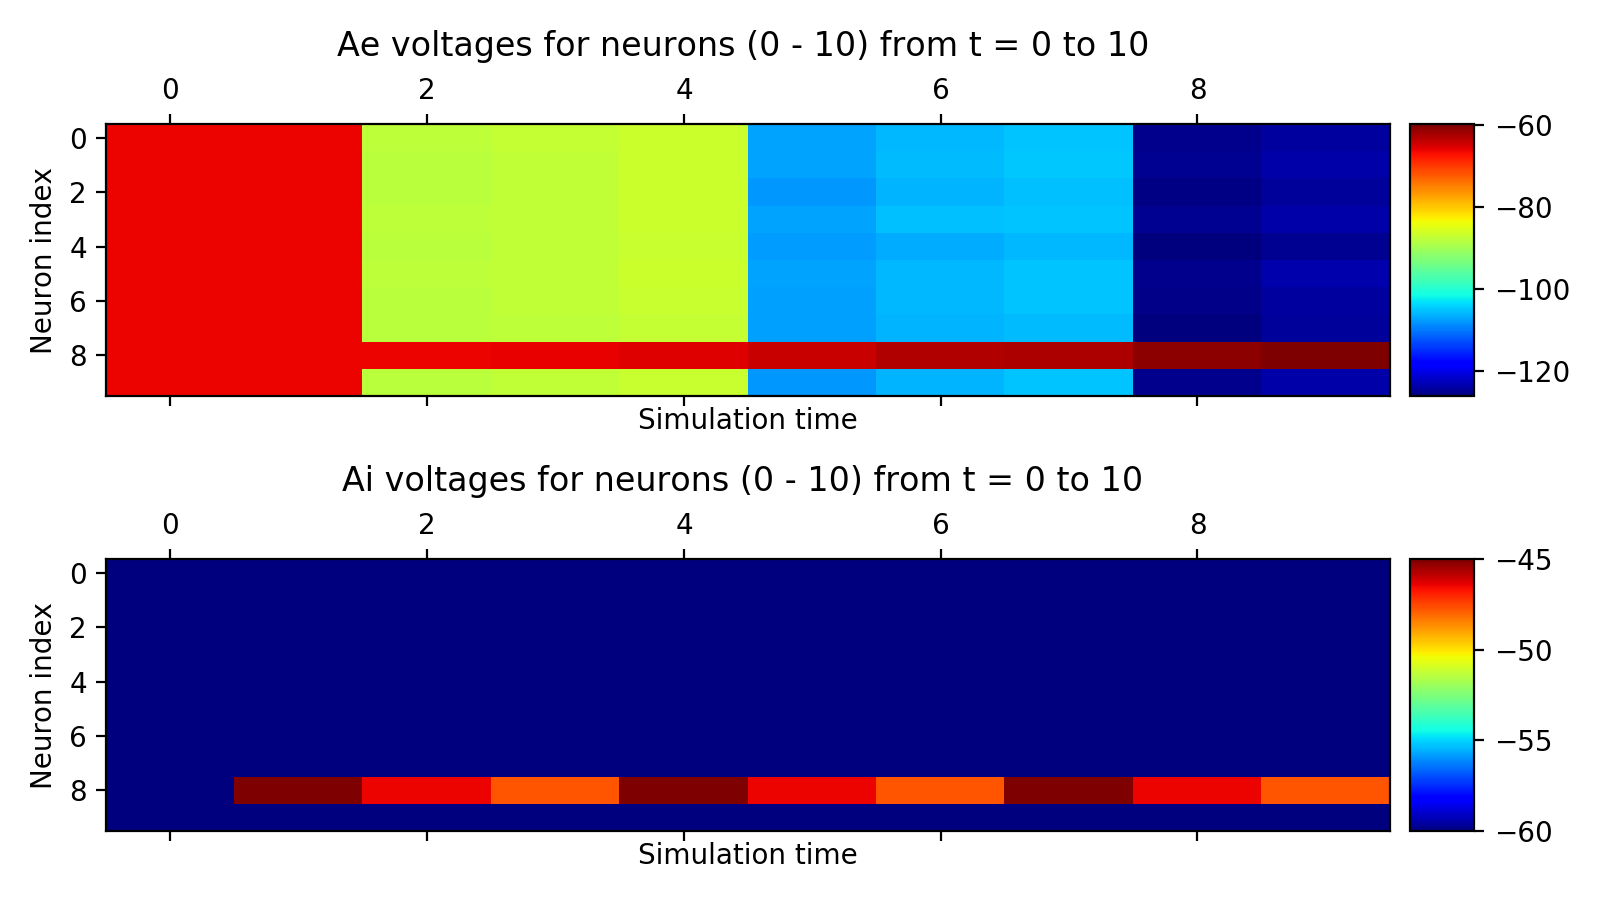 Ae voltages for neurons (0 - 10) from t = 0 to 10
0 2 4 6 8
Neuron index
0
2
4
6
8
Simulation time
−60
−80
−100
−120
Ai voltages for neurons (0 - 10) from t = 0 to 10
0 2 4 6 8
Neuron index
0
2
4
6
8
Simulation time
−45
−50
−55
−60